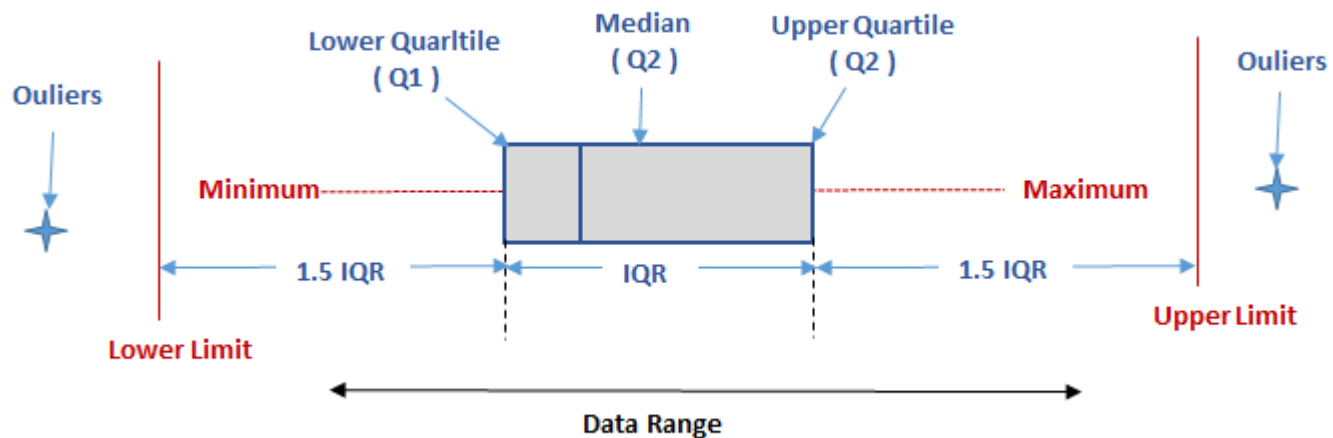 Lower Quarltile
( Q1 )
Median
( Q2 )
Upper Quartile
( Q2 )
Ouliers
Ouliers
Minimum
Maximum
1.5 IQR
IQR
1.5 IQR
Lower Limit
Upper Limit
Data Range